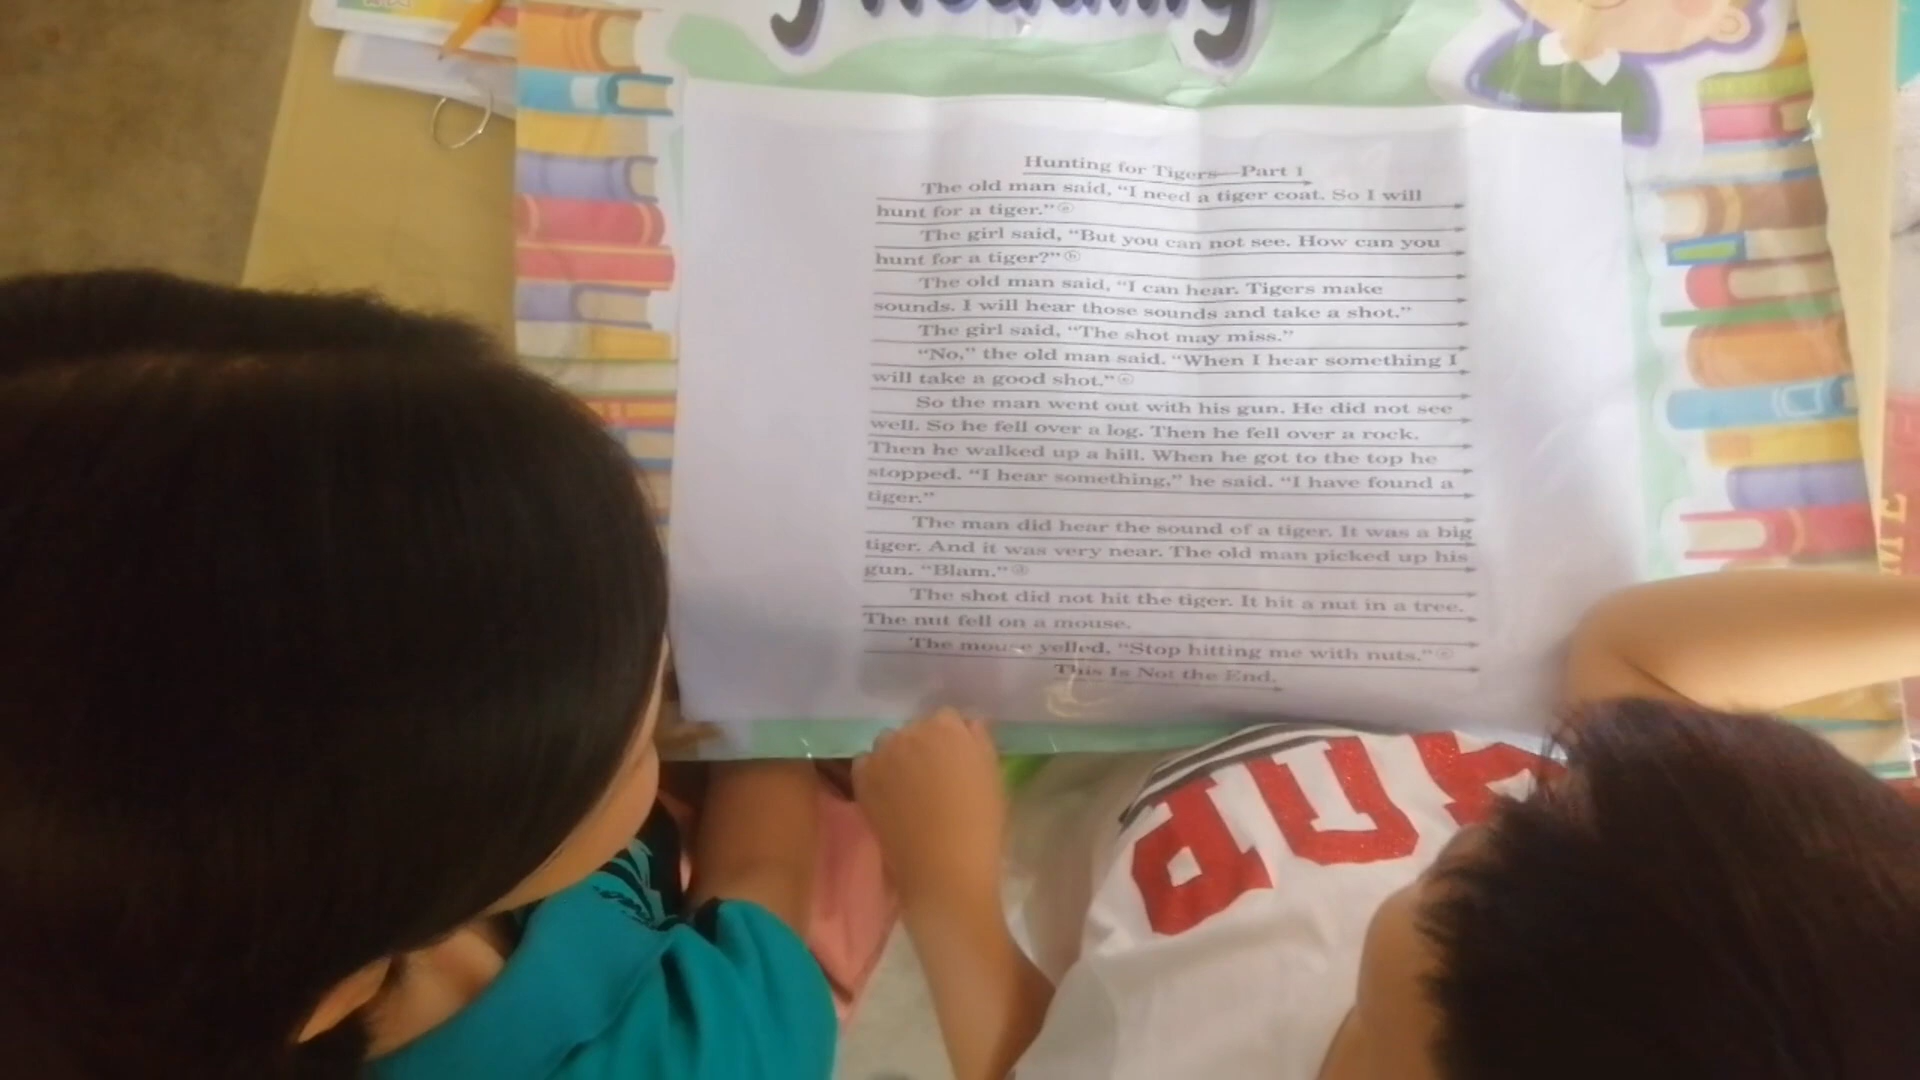 Reading
Hunting for Tigers—Part 1
The old man said, “I need a tiger coat. So I will
hunt for a tiger.” ⓐ
The girl said, “But you can not see. How can you
hunt for a tiger?” ⓑ
The old man said, “I can hear. Tigers make
sounds. I will hear those sounds and take a shot.”
The girl said, “The shot may miss.”
“No,” the old man said. “When I hear something I
will take a good shot.” ⓒ
So the man went out with his gun. He did not see
well. So he fell over a log. Then he fell over a rock.
Then he walked up a hill. When he got to the top he
stopped. “I hear something,” he said. “I have found a
tiger.”
The man did hear the sound of a tiger. It was a big
tiger. And it was very near. The old man picked up his
gun. “Blam.” ⓓ
The shot did not hit the tiger. It hit a nut in a tree.
The nut fell on a mouse.
The mouse yelled, “Stop hitting me with nuts.” ⓔ
This Is Not the End.